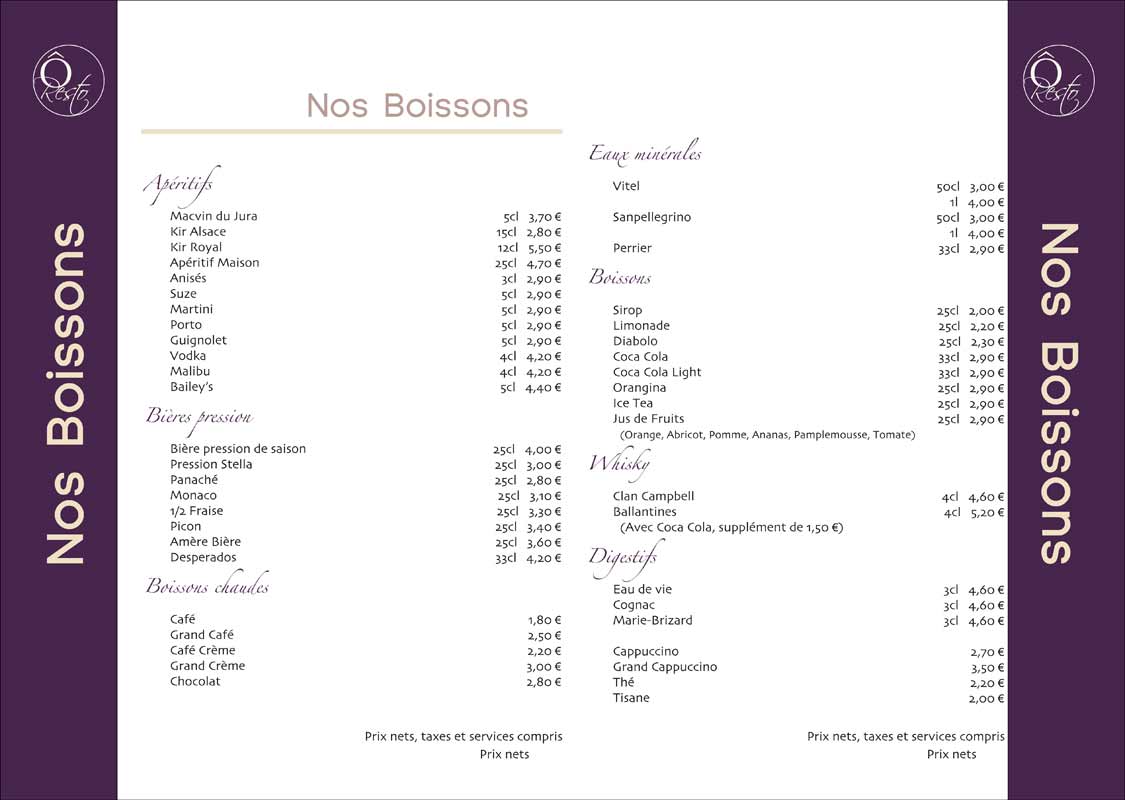 Ô
Resto
Nos Boissons
Nos Boissons
Apéritifs
Macvin du Jura 5cl 3,70 €
Kir Alsace 15cl 2,80 €
Kir Royal 12cl 5,50 €
Apéritif Maison 25cl 4,70 €
Anisés 3cl 2,90 €
Suze 5cl 2,90 €
Martini 5cl 2,90 €
Porto 5cl 2,90 €
Guignolet 5cl 2,90 €
Vodka 4cl 4,20 €
Malibu 4cl 4,20 €
Bailey's 5cl 4,40 €
Bières pression
Bière pression de saison 25cl 4,00 €
Pression Stella 25cl 3,00 €
Panaché 25cl 2,80 €
Monaco 25cl 3,10 €
1/2 Fraise 25cl 3,30 €
Picon 25cl 3,40 €
Amère Bière 25cl 3,60 €
Desperados 33cl 4,20 €
Boissons chaudes
Café 1,80 €
Grand Café 2,50 €
Café Crème 2,20 €
Grand Crème 3,00 €
Chocolat 2,80 €
Prix nets, taxes et services compris
Prix nets
Eaux minérales
Vitel 50cl 3,00 €
1l 4,00 €
Sanpellegrino 50cl 3,00 €
1l 4,00 €
Perrier 33cl 2,90 €
Boissons
Sirop 25cl 2,00 €
Limonade 25cl 2,20 €
Diabolo 25cl 2,30 €
Coca Cola 33cl 2,90 €
Coca Cola Light 33cl 2,90 €
Orangina 25cl 2,90 €
Ice Tea 25cl 2,90 €
Jus de Fruits 25cl 2,90 €
(Orange, Abricot, Pomme, Ananas, Pamplemousse, Tomate)
Whisky
Clan Campbell 4cl 4,60 €
Ballantines 4cl 5,20 €
(Avec Coca Cola, supplément de 1,50 €)
Digestifs
Eau de vie 3cl 4,60 €
Cognac 3cl 4,60 €
Marie-Brizard 3cl 4,60 €
Cappuccino 2,70 €
Grand Cappuccino 3,50 €
Thé 2,20 €
Tisane 2,00 €
Prix nets, taxes et services compris
Prix nets
Ô
Resto
Nos Boissons